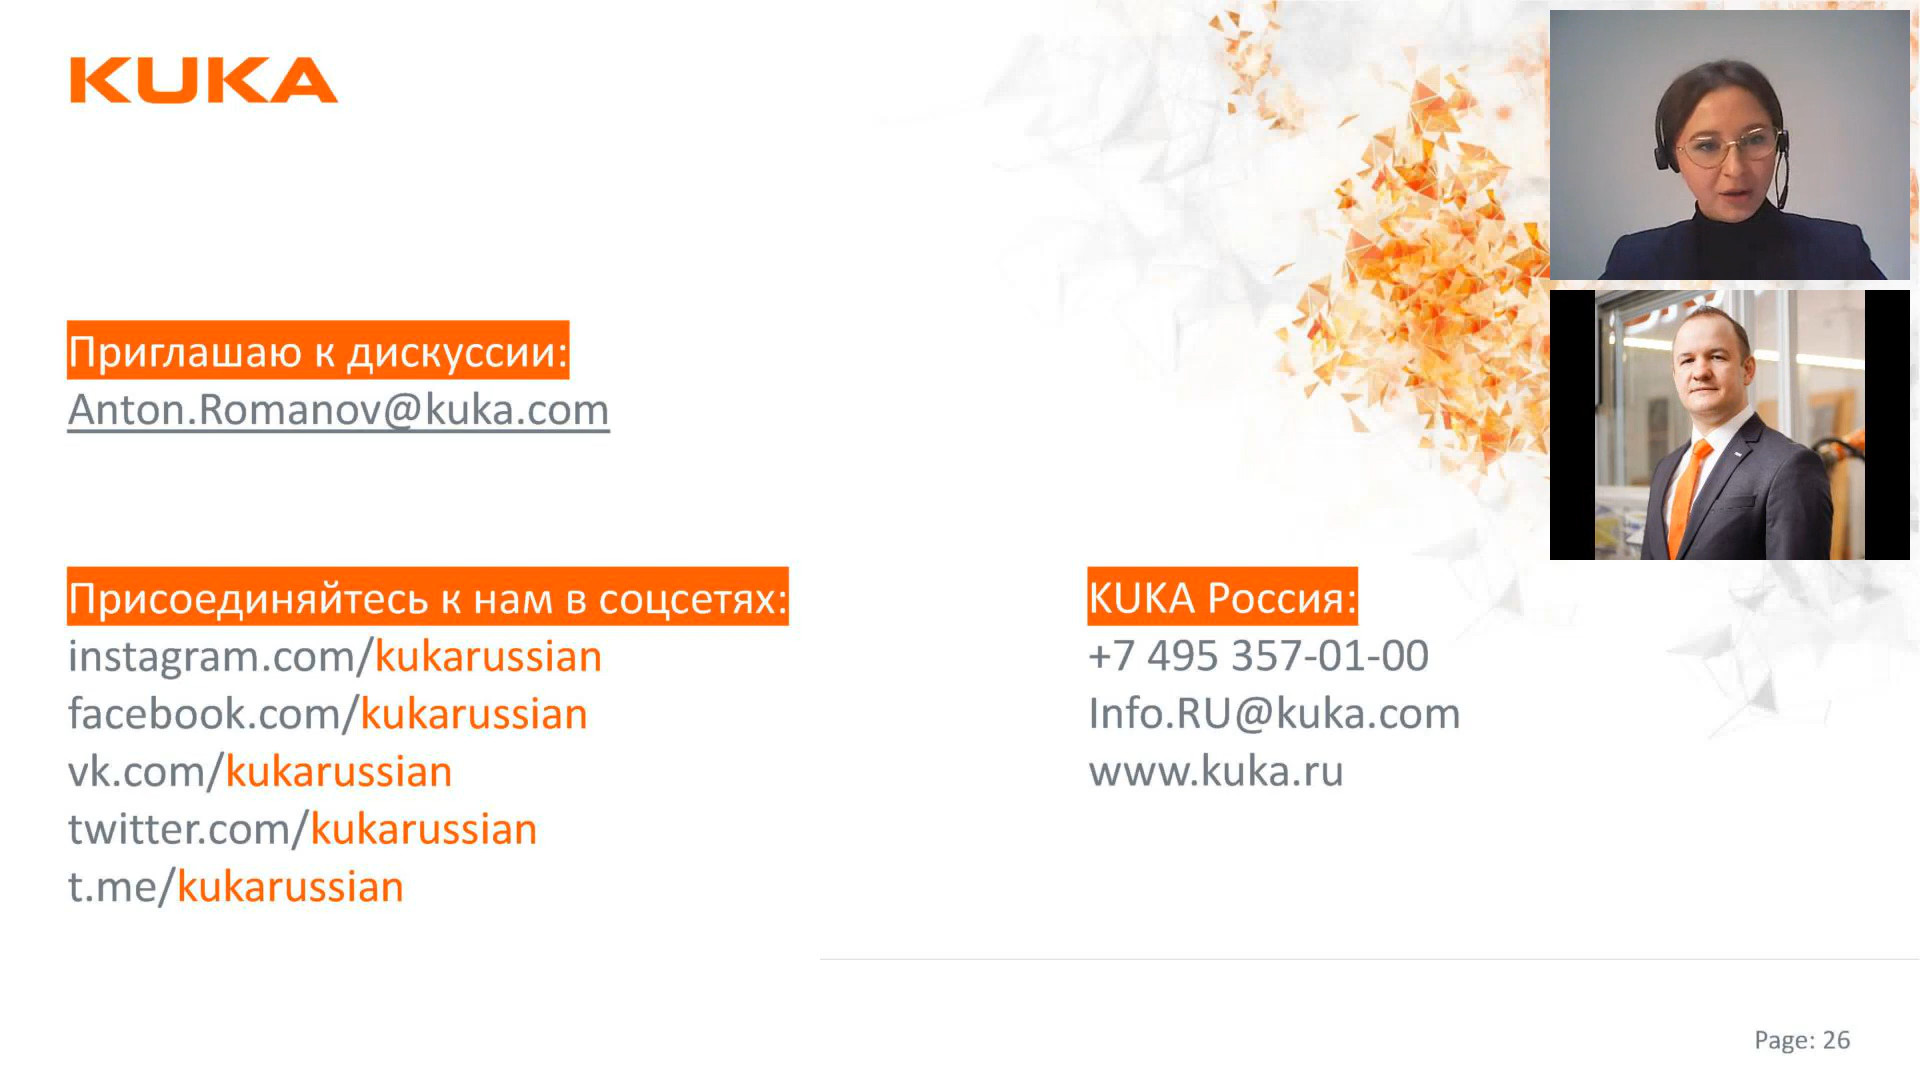 KUKA
Приглашаю к дискуссии:
Anton.Romanov@kuka.com
Присоединяйтесь к нам в соцсетях:
instagram.com/kukarussian
facebook.com/kukarussian
vk.com/kukarussian
twitter.com/kukarussian
t.me/kukarussian
KUKA Россия:
+7 495 357-01-00
Info.RU@kuka.com
www.kuka.ru
Page: 26